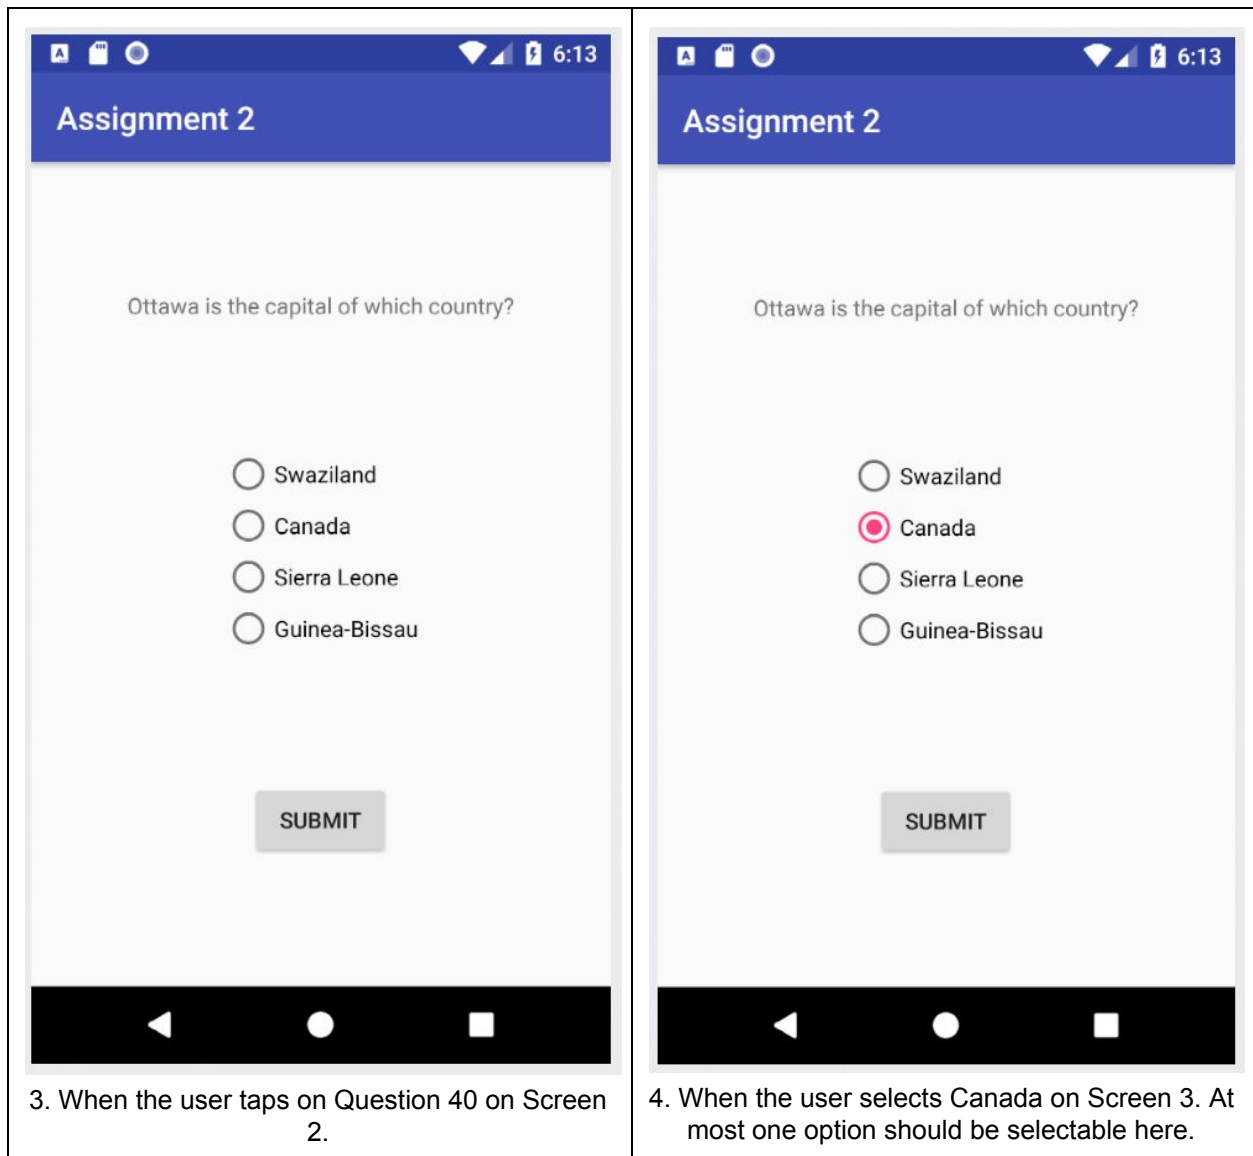 6:13
Assignment 2
Ottawa is the capital of which country?
Swaziland
Canada
Sierra Leone
Guinea-Bissau
SUBMIT
3. When the user taps on Question 40 on Screen
2.
6:13
Assignment 2
Ottawa is the capital of which country?
Swaziland
Canada
Sierra Leone
Guinea-Bissau
SUBMIT
4. When the user selects Canada on Screen 3. At
most one option should be selectable here.